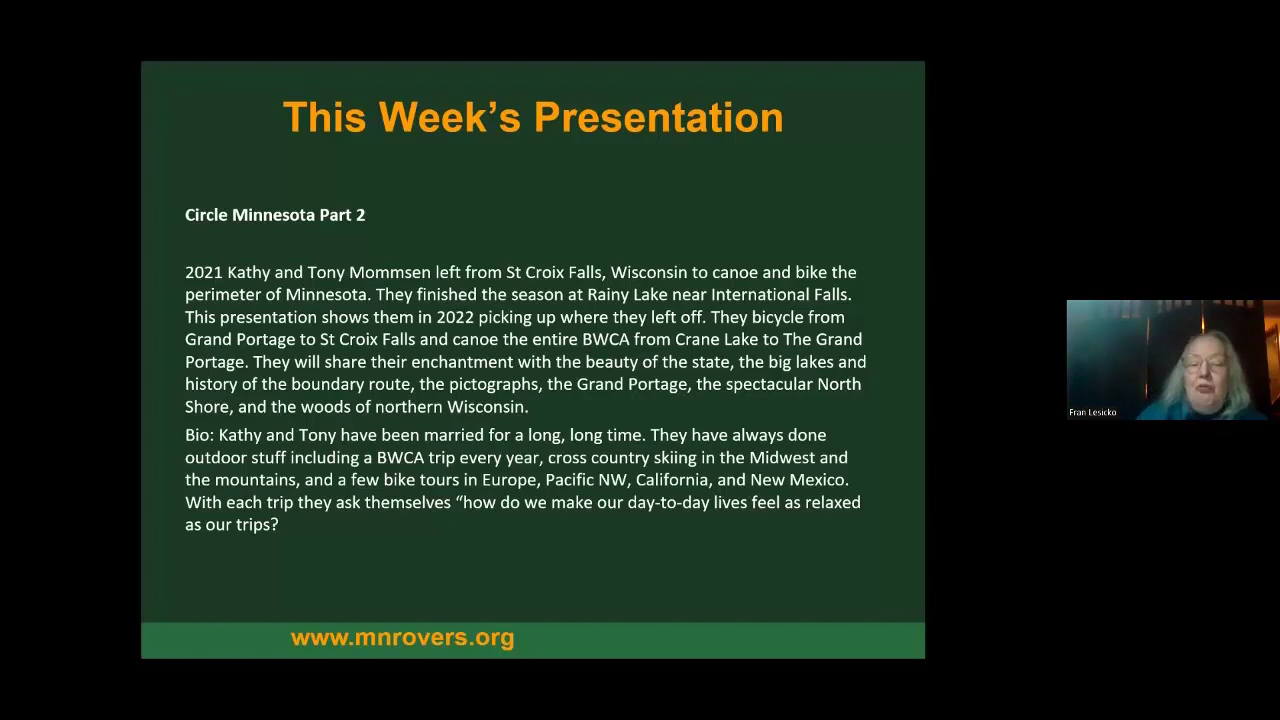 This Week’s Presentation
Circle Minnesota Part 2
2021 Kathy and Tony Mommsen left from St Croix Falls, Wisconsin to canoe and bike the
perimeter of Minnesota. They finished the season at Rainy Lake near International Falls.
This presentation shows them in 2022 picking up where they left off. They bicycle from
Grand Portage to St Croix Falls and canoe the entire BWCA from Crane Lake to The Grand
Portage. They will share their enchantment with the beauty of the state, the big lakes and
history of the boundary route, the pictographs, the Grand Portage, the spectacular North
Shore, and the woods of northern Wisconsin.
Bio: Kathy and Tony have been married for a long, long time. They have always done
outdoor stuff including a BWCA trip every year, cross country skiing in the Midwest and
the mountains, and a few bike tours in Europe, Pacific NW, California, and New Mexico.
With each trip they ask themselves “how do we make our day-to-day lives feel as relaxed
as our trips?
www.mnrovers.org
Fran Lesicko